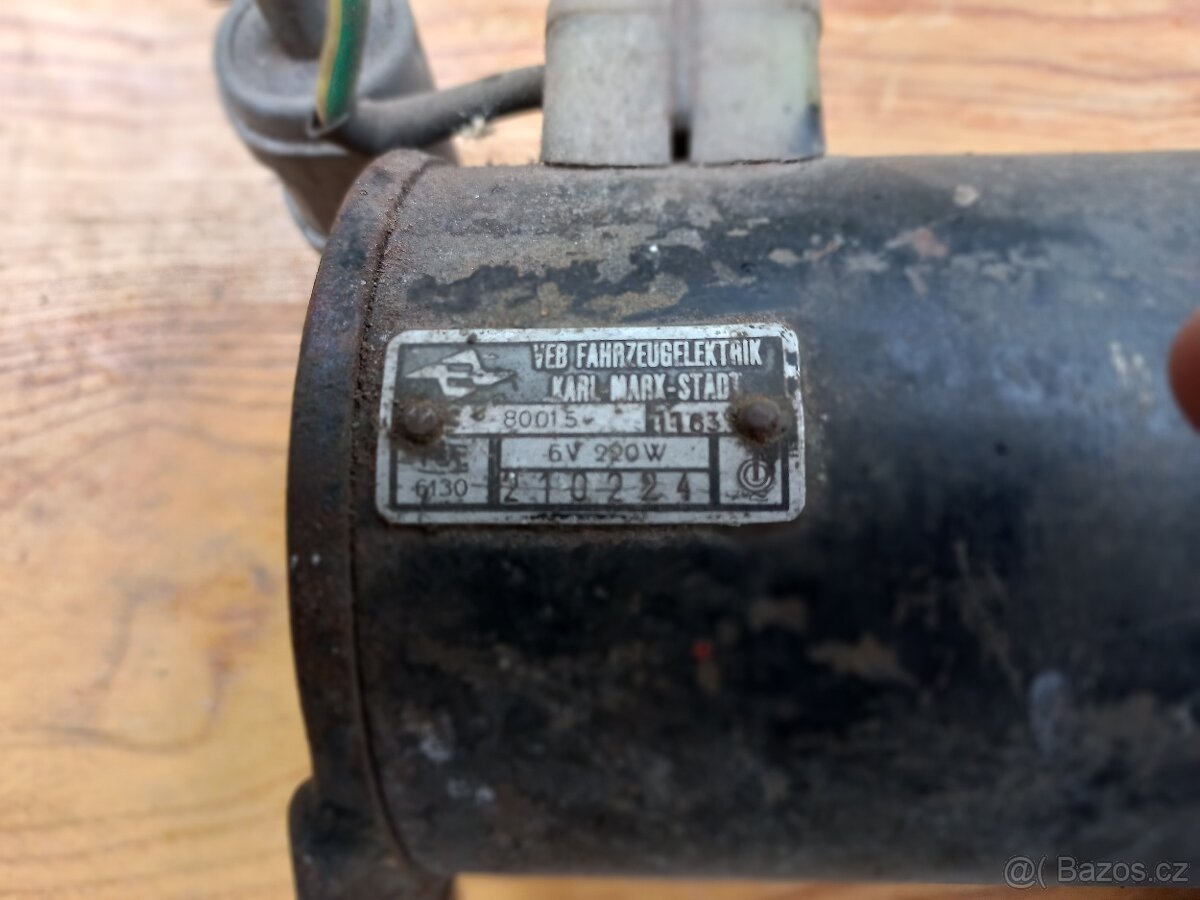 VEB FAHRZEUGELEKTRIK
KARL MARX-STADT
8001 5
6V 220W
6130
210224
@( Bazos.cz